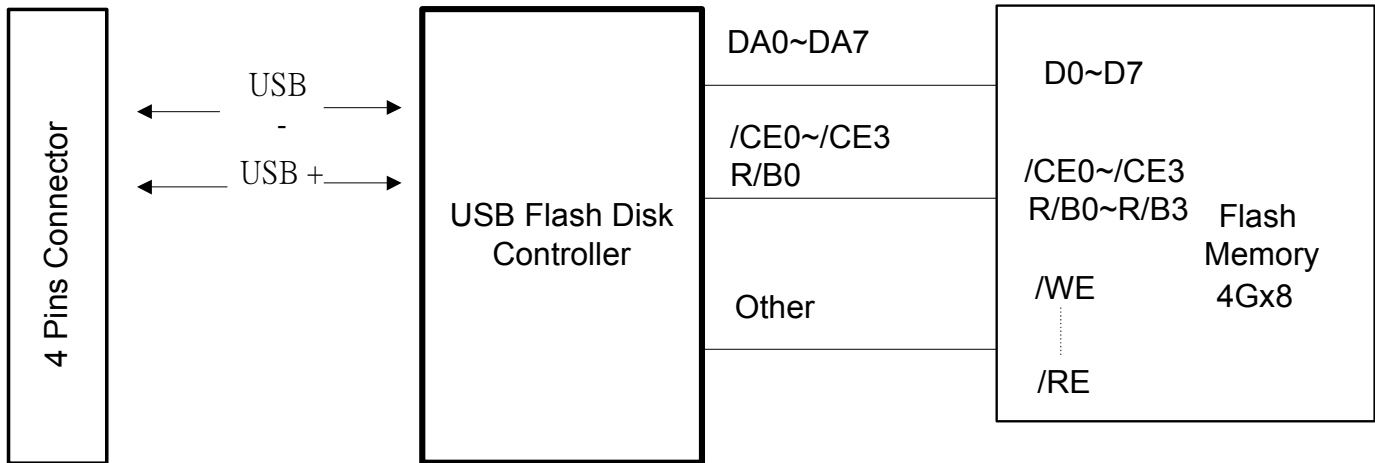 4 Pins Connector
USB
-
USB +
USB Flash Disk
Controller
DA0~DA7
/CE0~/CE3
R/B0
Other
D0~D7
/CE0~/CE3
R/B0~R/B3
/WE
/RE
Flash
Memory
4Gx8